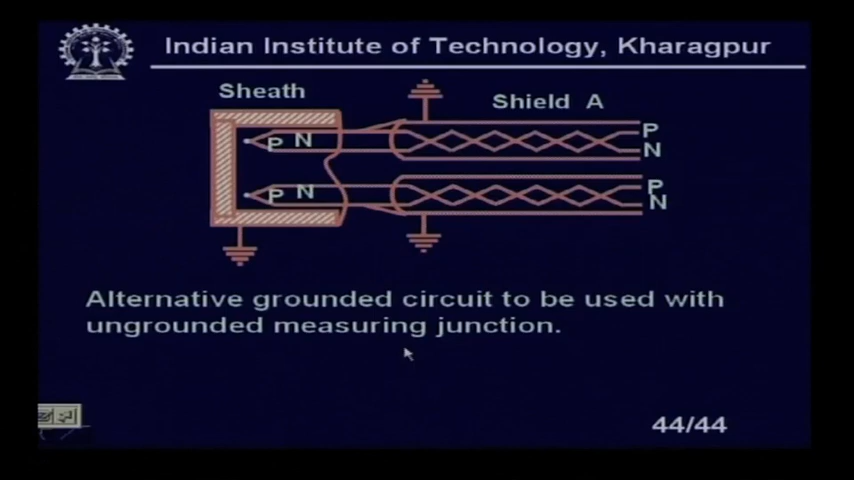 Indian Institute of Technology, Kharagpur
Sheath
Shield A
P N
P
N
P N
P
N
Alternative grounded circuit to be used with
ungrounded measuring junction.
44/44